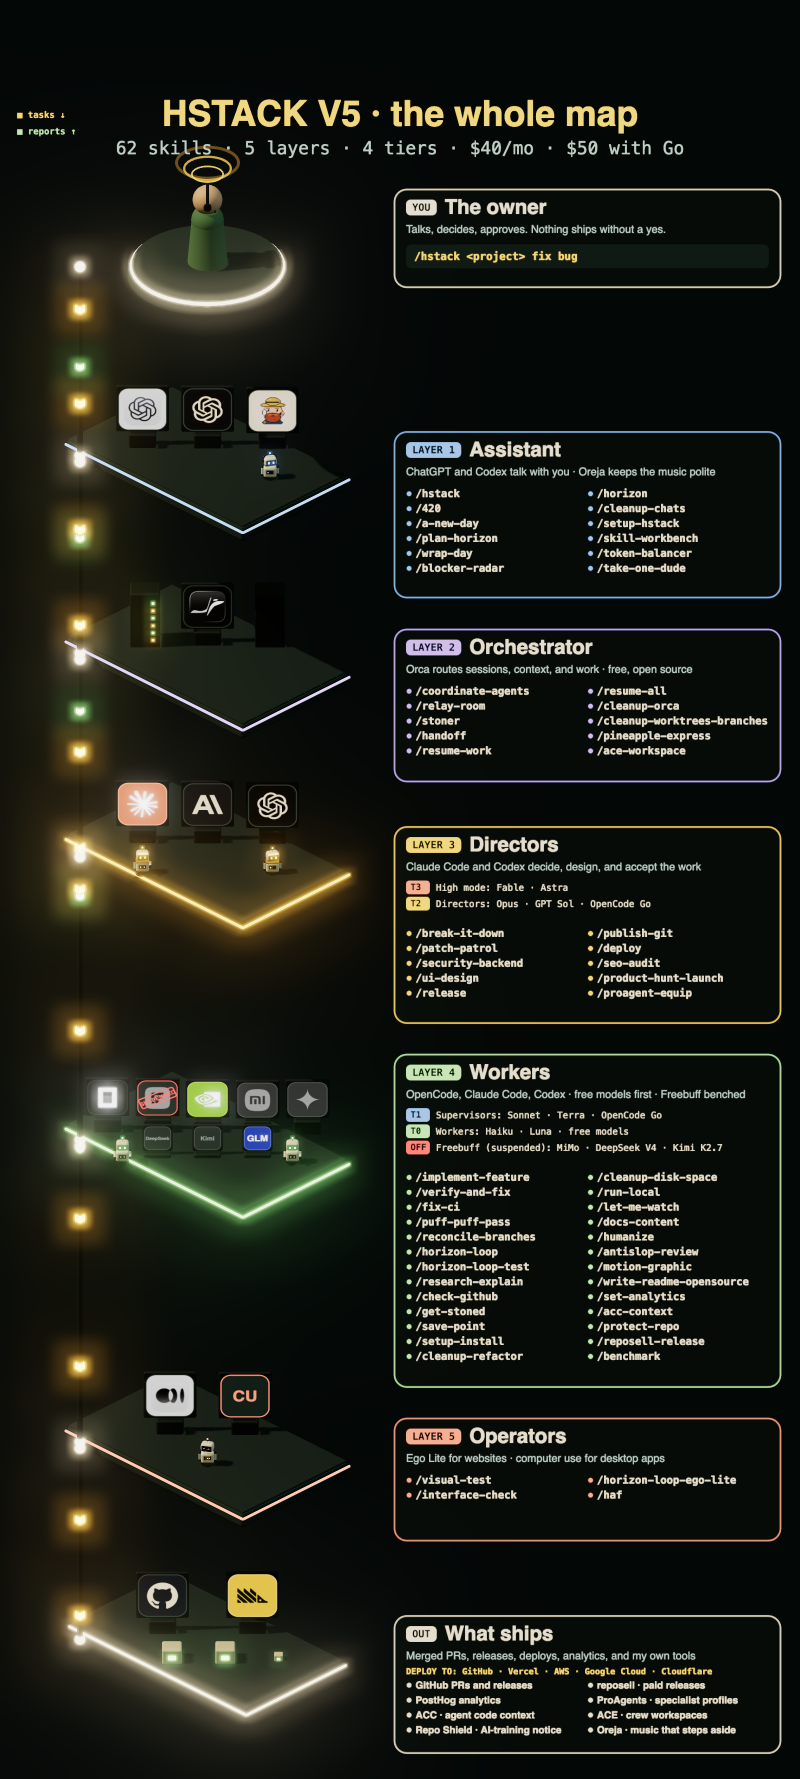 tasks ↓
reports ↑
HSTACK V5 · the whole map
62 skills · 5 layers · 4 tiers · $40/mo · $50 with Go
YOU The owner
Talks, decides, approves. Nothing ships without a yes.
/hstack <project> fix bug
LAYER 1 Assistant
ChatGPT and Codex talk with you · Oreja keeps the music polite
/hstack
/420
/a-new-day
/plan-horizon
/wrap-day
/blocker-radar
/horizon
/cleanup-chats
/setup-hstack
/skill-workbench
/token-balancer
/take-one-dude
LAYER 2 Orchestrator
Orca routes sessions, context, and work · free, open source
/coordinate-agents
/relay-room
/stoner
/handoff
/resume-work
/resume-all
/cleanup-orca
/cleanup-worktrees-branches
/pineapple-express
/ace-workspace
LAYER 3 Directors
Claude Code and Codex decide, design, and accept the work
T3 High mode: Fable · Astra
T2 Directors: Opus · GPT Sol · OpenCode Go
/break-it-down
/patch-patrol
/security-backend
/ui-design
/release
/publish-git
/deploy
/seo-audit
/product-hunt-launch
/proagent-equip
DeepSeek
Kimi
GLM
LAYER 4 Workers
OpenCode, Claude Code, Codex · free models first · Freebuff benched
T1 Supervisors: Sonnet · Terra · OpenCode Go
T0 Workers: Haiku · Luna · free models
OFF Freebuff (suspended): MiMo · DeepSeek V4 · Kimi K2.7
/implement-feature
/verify-and-fix
/fix-ci
/puff-puff-pass
/reconcile-branches
/horizon-loop
/horizon-loop-test
/research-explain
/check-github
/get-stoned
/save-point
/setup-install
/cleanup-refactor
/cleanup-disk-space
/run-local
/let-me-watch
/docs-content
/humanize
/antislop-review
/motion-graphic
/write-readme-opensource
/set-analytics
/acc-context
/protect-repo
/reposell-release
/benchmark
CU
LAYER 5 Operators
Ego Lite for websites · computer use for desktop apps
/visual-test
/interface-check
/horizon-loop-ego-lite
/haf
OUT What ships
Merged PRs, releases, deploys, analytics, and my own tools
DEPLOY TO: GitHub · Vercel · AWS · Google Cloud · Cloudflare
GitHub PRs and releases
PostHog analytics
ACC · agent code context
Repo Shield · AI-training notice
reposell · paid releases
ProAgents · specialist profiles
ACE · crew workspaces
Oreja · music that steps aside